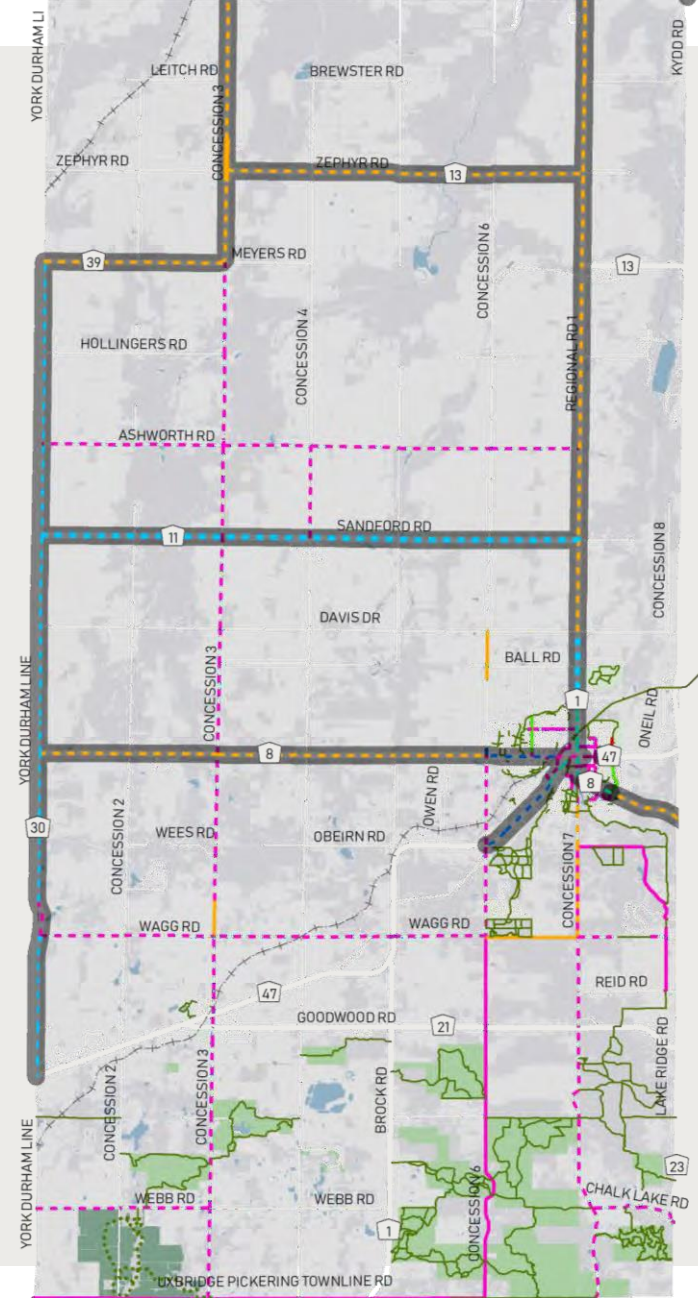 YORK DURHAM LI
KYDD RD
LEITCH RD
BREWSTER RD
CONCESSION 3
ZEPHYR RD
ZEPHYR RD
13
CONCESSION 6
MEYERS RD
39
13
HOLLINGERS RD
CONCESSION 4
REGIONAL RD 1
ASHWORTH RD
SANDFORD RD
11
CONCESSION 8
DAVIS DR
BALL RD
CONCESSION 3
YORK DURHAM LINE
1
ONEIL RD
8
47
8
OWEN RD
30
CONCESSION 2
WEES RD
OBEIRN RD
CONCESSION 7
WAGG RD
WAGG RD
REID RD
47
GOODWOOD RD
21
LAKE RIDGE RD
CONCESSION 2
CONCESSION 3
BROCK RD
YORK DURHAM LINE
23
CONCESSION 6
WEBB RD
WEBB RD
CHALK LAKE RD
1
UXBRIDGE PICKERING TOWNLINE RD